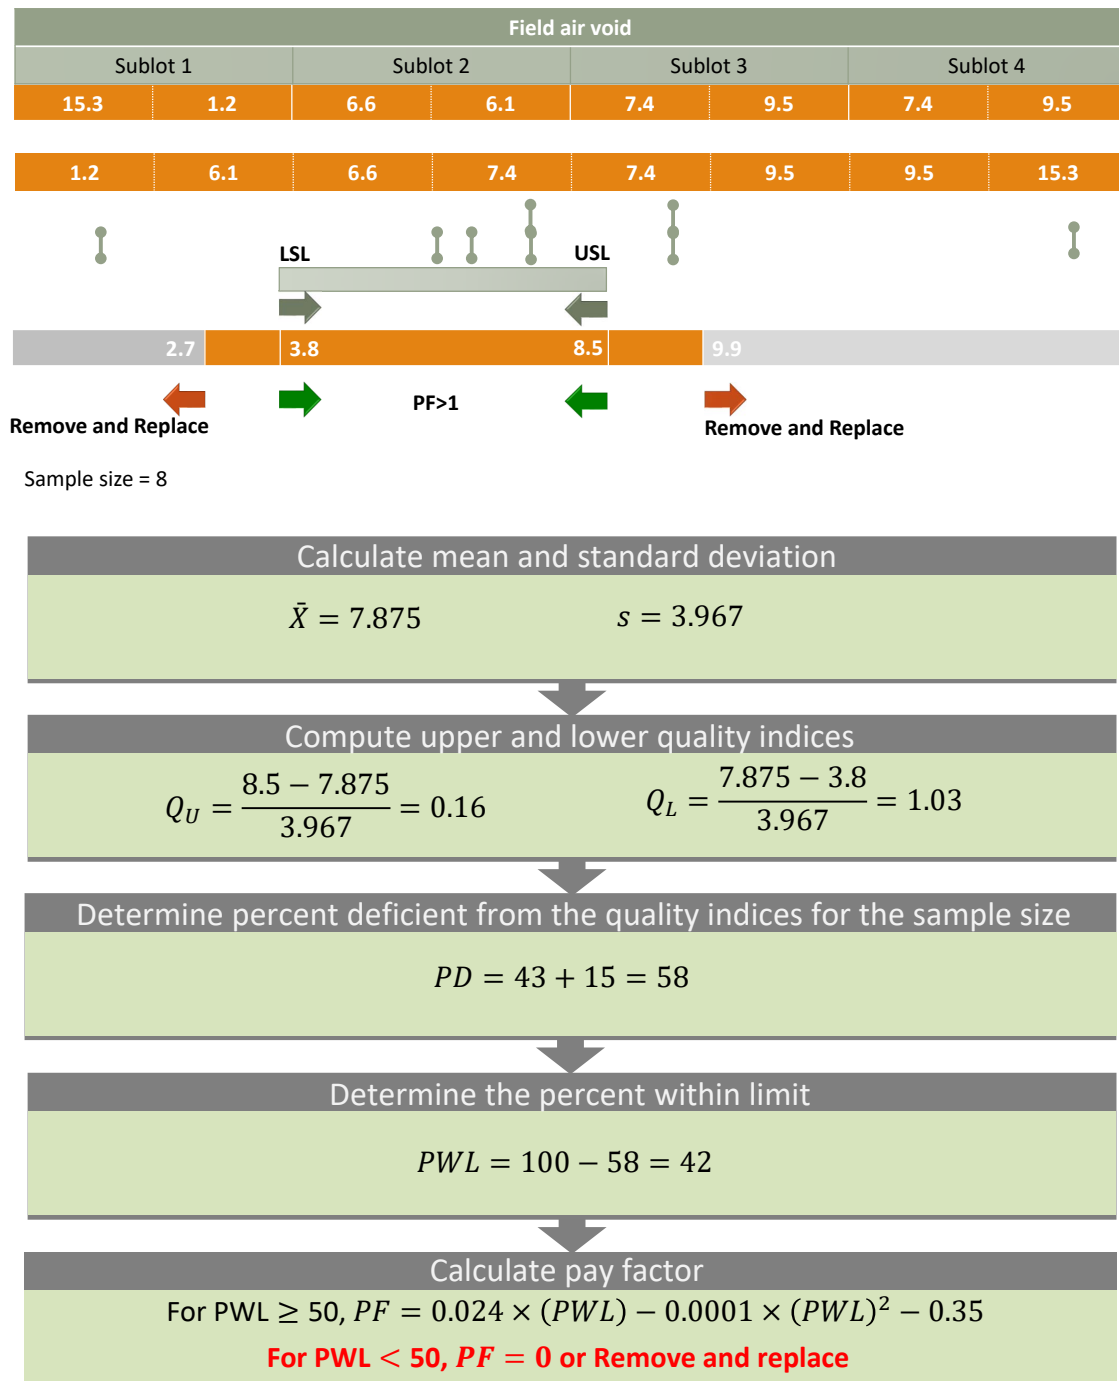 Field air void
Sublot 1 Sublot 2 Sublot 3 Sublot 4
15.3 1.2 6.6 6.1 7.4 9.5 7.4 9.5
1.2 6.1 6.6 7.4 7.4 9.5 9.5 15.3
LSL USL
2.7 3.8 8.5 9.9
PF>1
Remove and Replace Remove and Replace
Sample size = 8
Calculate mean and standard deviation
X̄ = 7.875 s = 3.967
Compute upper and lower quality indices
Q_U = (8.5 − 7.875)/3.967 = 0.16 Q_L = (7.875 − 3.8)/3.967 = 1.03
Determine percent deficient from the quality indices for the sample size
PD = 43 + 15 = 58
Determine the percent within limit
PWL = 100 − 58 = 42
Calculate pay factor
For PWL ≥ 50, PF = 0.024 × (PWL) − 0.0001 × (PWL)² − 0.35
For PWL < 50, PF = 0 or Remove and replace